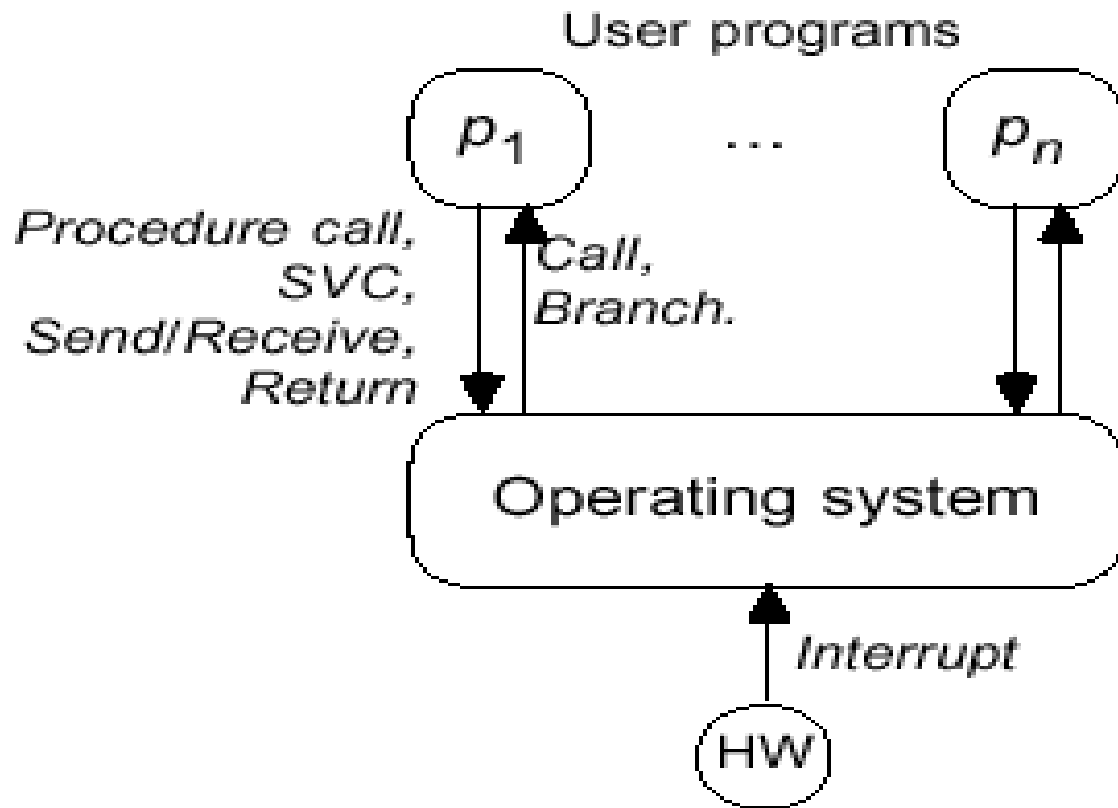 User programs
p1
...
pn
Procedure call,
SVC,
Send/Receive,
Return
Call,
Branch.
Operating system
Interrupt
HW